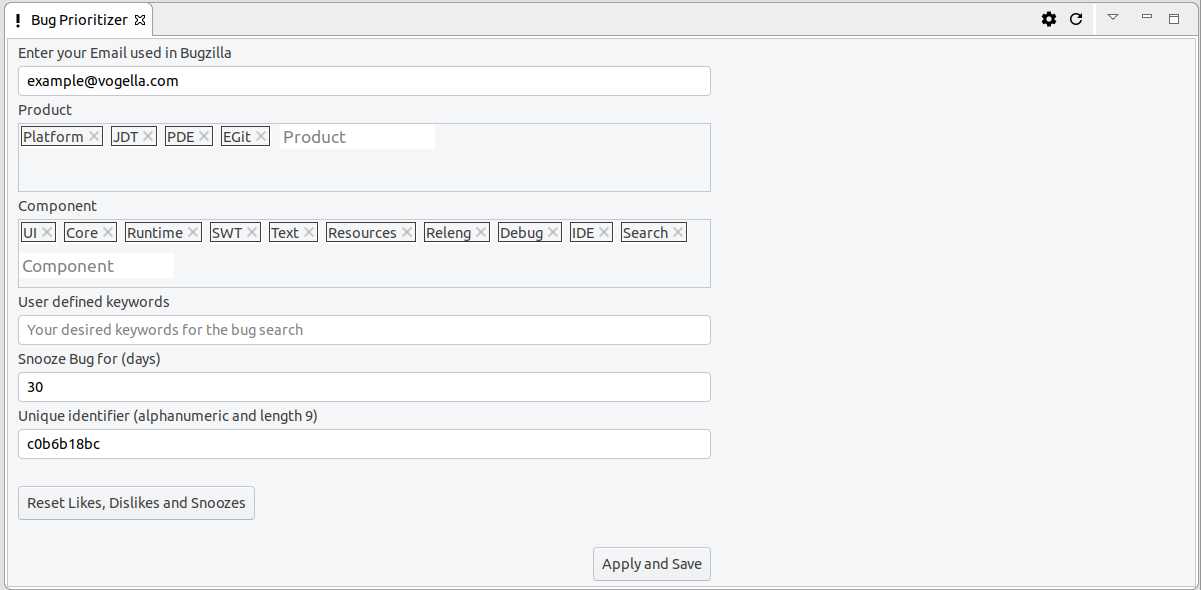 Bug Prioritizer
Enter your Email used in Bugzilla
example@vogella.com
Product
Platform JDT PDE EGit Product
Component
UI Core Runtime SWT Text Resources Releng Debug IDE Search
Component
User defined keywords
Your desired keywords for the bug search
Snooze Bug for (days)
30
Unique identifier (alphanumeric and length 9)
c0b6b18bc
Reset Likes, Dislikes and Snoozes
Apply and Save